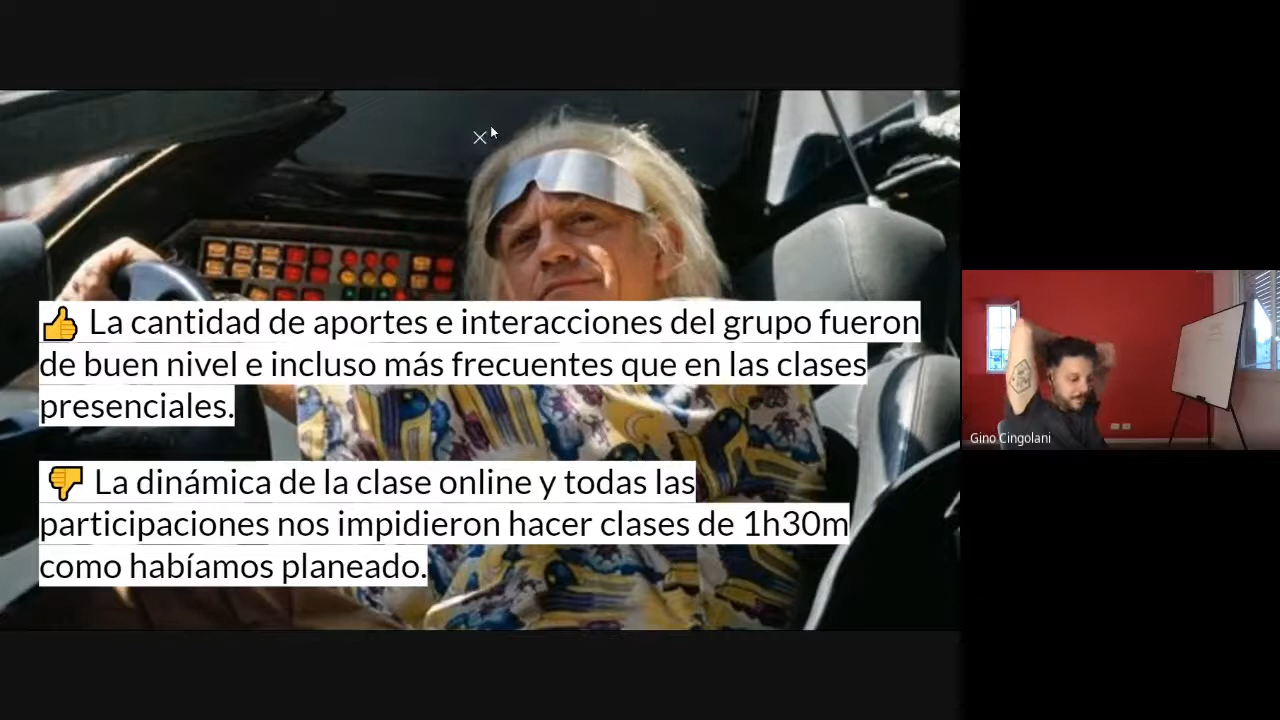 👍 La cantidad de aportes e interacciones del grupo fueron
de buen nivel e incluso más frecuentes que en las clases
presenciales.
👎 La dinámica de la clase online y todas las
participaciones nos impidieron hacer clases de 1h30m
como habíamos planeado.
Gino Cingolani